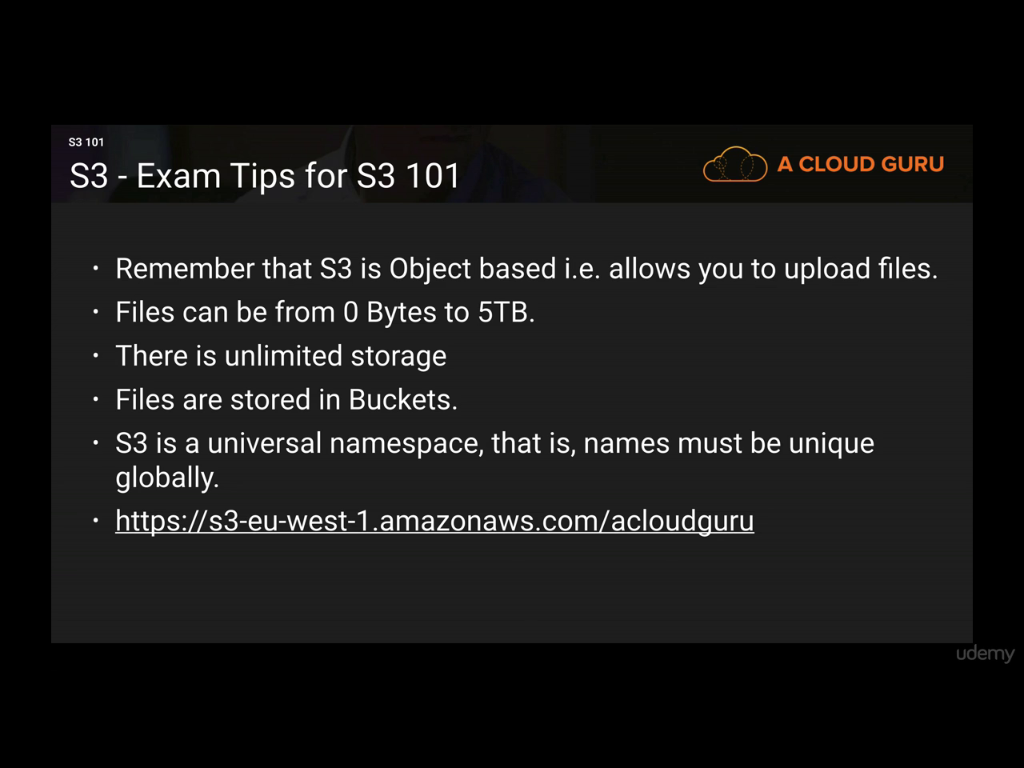 S3 101
S3 - Exam Tips for S3 101
A CLOUD GURU
• Remember that S3 is Object based i.e. allows you to upload files.
• Files can be from 0 Bytes to 5TB.
• There is unlimited storage
• Files are stored in Buckets.
• S3 is a universal namespace, that is, names must be unique
globally.
• https://s3-eu-west-1.amazonaws.com/acloudguru
udemy